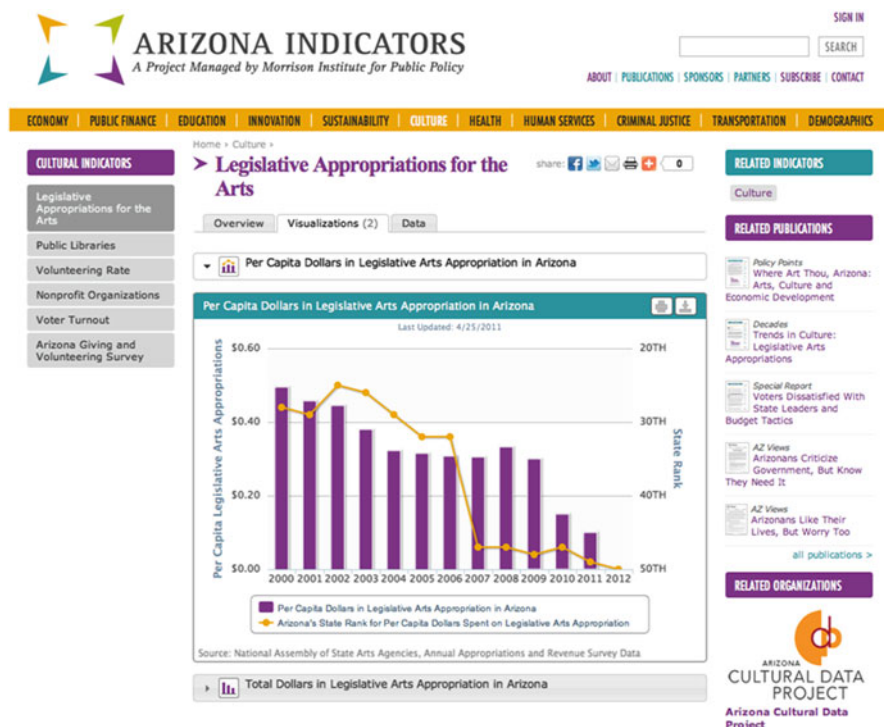 SIGN IN
ARIZONA INDICATORS
A Project Managed by Morrison Institute for Public Policy
SEARCH
ABOUT | PUBLICATIONS | SPONSORS | PARTNERS | SUBSCRIBE | CONTACT
ECONOMY | PUBLIC FINANCE | EDUCATION | INNOVATION | SUSTAINABILITY | CULTURE | HEALTH | HUMAN SERVICES | CRIMINAL JUSTICE | TRANSPORTATION | DEMOGRAPHICS
CULTURAL INDICATORS
Legislative
Appropriations for the
Arts
Public Libraries
Volunteering Rate
Nonprofit Organizations
Voter Turnout
Arizona Giving and
Volunteering Survey
Home › Culture ›
Legislative Appropriations for the
Arts
share:
0
Overview
Visualizations (2)
Data
Per Capita Dollars in Legislative Arts Appropriation in Arizona
Per Capita Dollars in Legislative Arts Appropriation in Arizona
Last Updated: 4/25/2011
Per Capita Legislative Arts Appropriations
$0.60
$0.40
$0.20
$0.00
20TH
30TH
40TH
50TH
State Rank
2000 2001 2002 2003 2004 2005 2006 2007 2008 2009 2010 2011 2012
Per Capita Dollars in Legislative Arts Appropriation in Arizona
Arizona's State Rank for Per Capita Dollars Spent on Legislative Arts Appropriation
Source: National Assembly of State Arts Agencies, Annual Appropriations and Revenue Survey Data
Total Dollars in Legislative Arts Appropriation in Arizona
RELATED INDICATORS
Culture
RELATED PUBLICATIONS
Policy Points
Where Art Thou, Arizona:
Arts, Culture and
Economic Development
Decades
Trends in Culture:
Legislative Arts
Appropriations
Special Report
Voters Dissatisfied With
State Leaders and
Budget Tactics
AZ Views
Arizonans Criticize
Government, But Know
They Need It
AZ Views
Arizonans Like Their
Lives, But Worry Too
all publications >
RELATED ORGANIZATIONS
ARIZONA
CULTURAL DATA
PROJECT
Arizona Cultural Data
Project